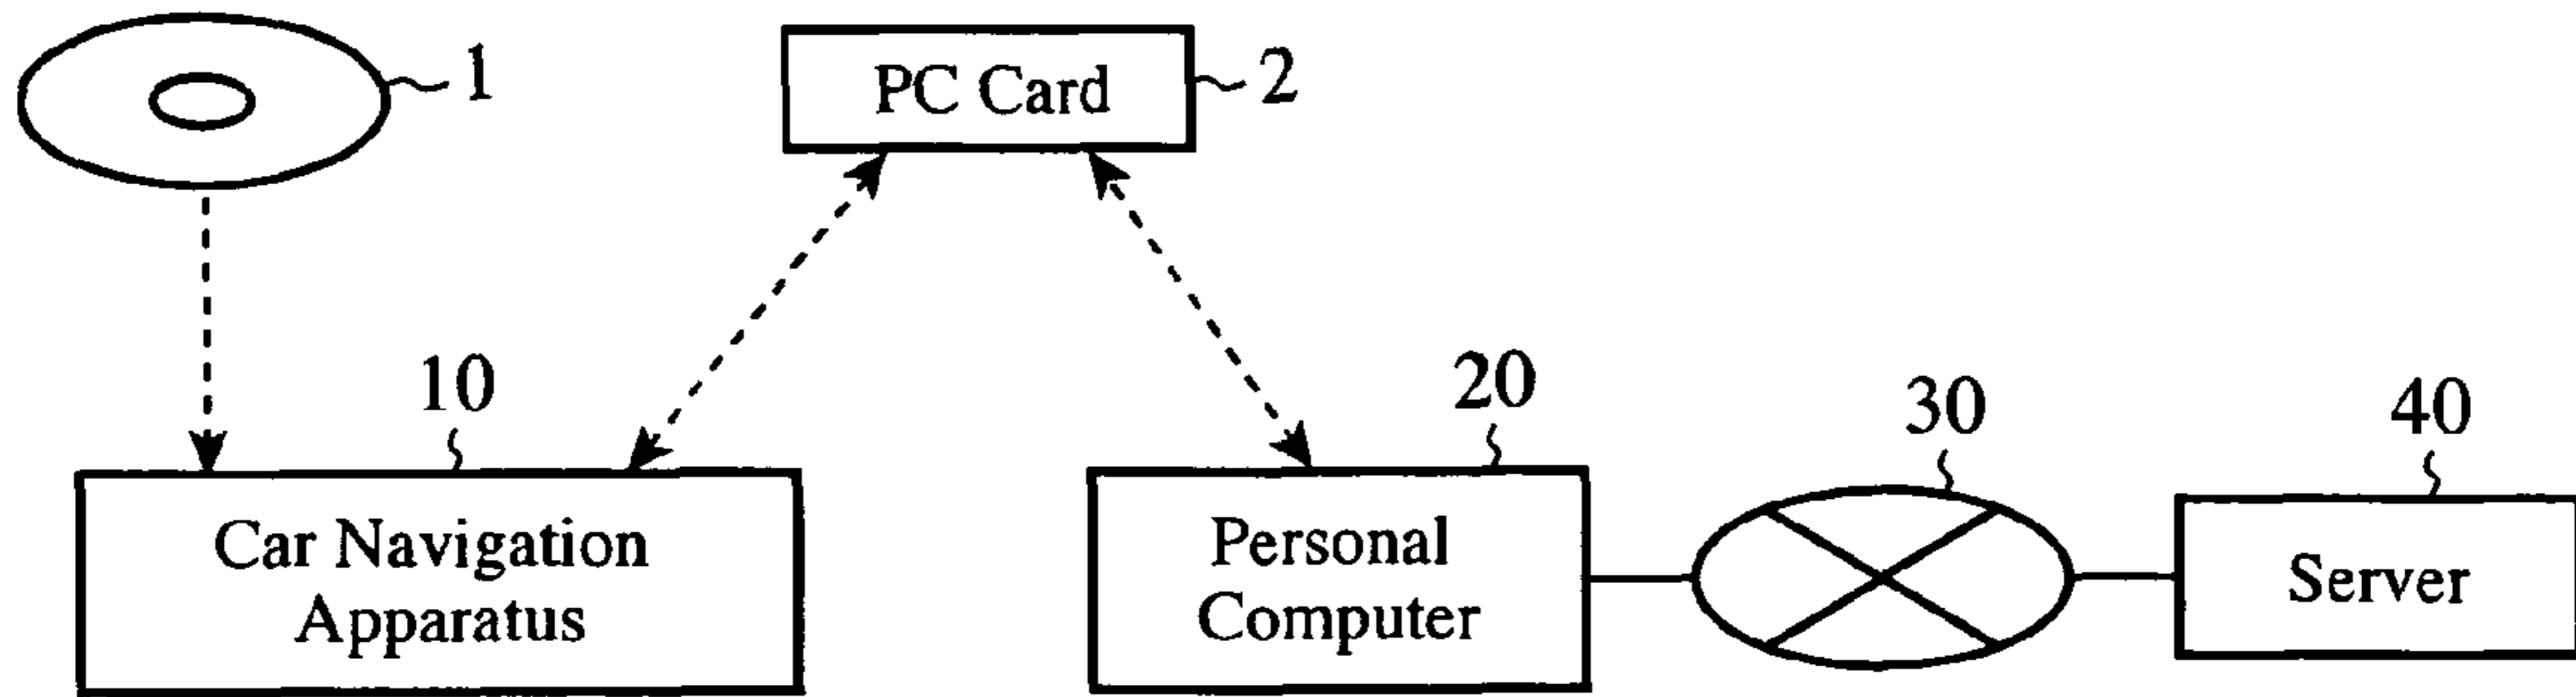 1
PC Card
2
10
20
30
40
Car Navigation
Apparatus
Personal
Computer
Server